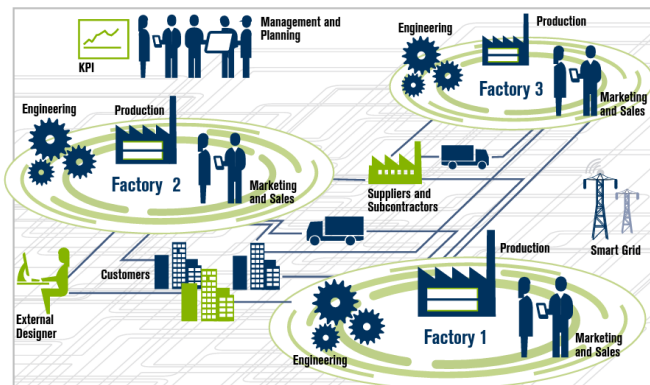 Management and
Planning
KPI
Engineering
Production
Factory 3
Marketing
and Sales
Engineering
Production
Factory 2
Marketing
and Sales
Suppliers and
Subcontractors
Smart Grid
Customers
External
Designer
Production
Factory 1
Engineering
Marketing
and Sales